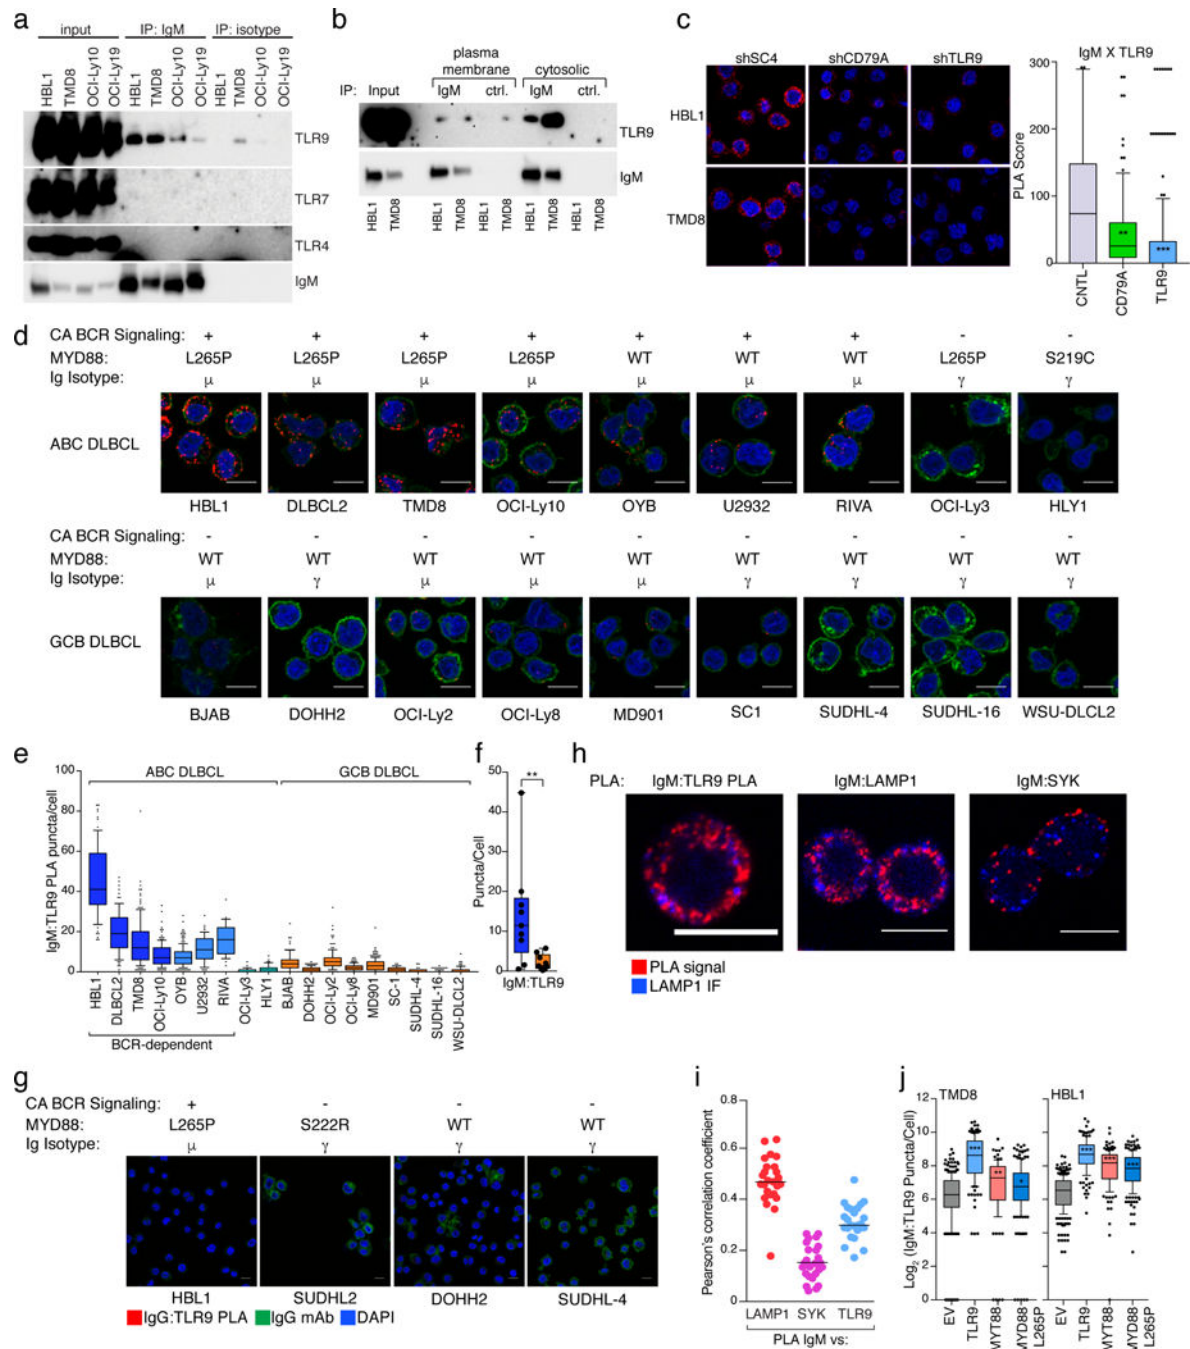 a
input IP: IgM IP: isotype
HBL1 TMD8 OCI-Ly10 OCI-Ly19 HBL1 TMD8 OCI-Ly10 OCI-Ly19 HBL1 TMD8 OCI-Ly10 OCI-Ly19
TLR9
TLR7
TLR4
IgM
b
plasma membrane cytosolic
IP: Input IgM ctrl. IgM ctrl.
TLR9
IgM
HBL1 TMD8 HBL1 TMD8 HBL1 TMD8 HBL1 TMD8 HBL1 TMD8
c
shSC4 shCD79A shTLR9
HBL1
TMD8
IgM X TLR9
PLA Score
300
200
100
0
** ***
CNTL CD79A TLR9
d
CA BCR Signaling: + + + + + + + - -
MYD88: L265P L265P L265P L265P WT WT WT L265P S219C
Ig Isotype: μ μ μ μ μ μ μ γ γ
ABC DLBCL
HBL1 DLBCL2 TMD8 OCI-Ly10 OYB U2932 RIVA OCI-Ly3 HLY1
CA BCR Signaling: - - - - - - - - -
MYD88: WT WT WT WT WT WT WT WT WT
Ig Isotype: μ γ μ μ μ γ γ γ γ
GCB DLBCL
BJAB DOHH2 OCI-Ly2 OCI-Ly8 MD901 SC1 SUDHL-4 SUDHL-16 WSU-DLCL2
e
ABC DLBCL GCB DLBCL
IgM:TLR9 PLA puncta/cell
100
80
60
40
20
0
HBL1 DLBCL2 TMD8 OCI-Ly10 OYB U2932 RIVA OCI-Ly3 HLY1 BJAB DOHH2 OCI-Ly2 OCI-Ly8 MD901 SC-1 SUDHL-4 SUDHL-16 WSU-DLCL2
BCR-dependent
f
**
Puncta/Cell
50
40
30
20
10
0
IgM:TLR9
h
PLA: IgM:TLR9 PLA IgM:LAMP1 IgM:SYK
PLA signal
LAMP1 IF
g
CA BCR Signaling: + - - -
MYD88: L265P S222R WT WT
Ig Isotype: μ γ γ γ
HBL1 SUDHL2 DOHH2 SUDHL-4
IgG:TLR9 PLA IgG mAb DAPI
i
Pearson's correlation coefficient
0.8
0.6
0.4
0.2
0
LAMP1 SYK TLR9
PLA IgM vs:
j
TMD8 HBL1
Log2 (IgM:TLR9 Puncta/Cell)
12
10
8
6
4
2
0
*** ** * *** *** ***
EV TLR9 MYT88 MYD88 L265P EV TLR9 MYT88 MYD88 L265P